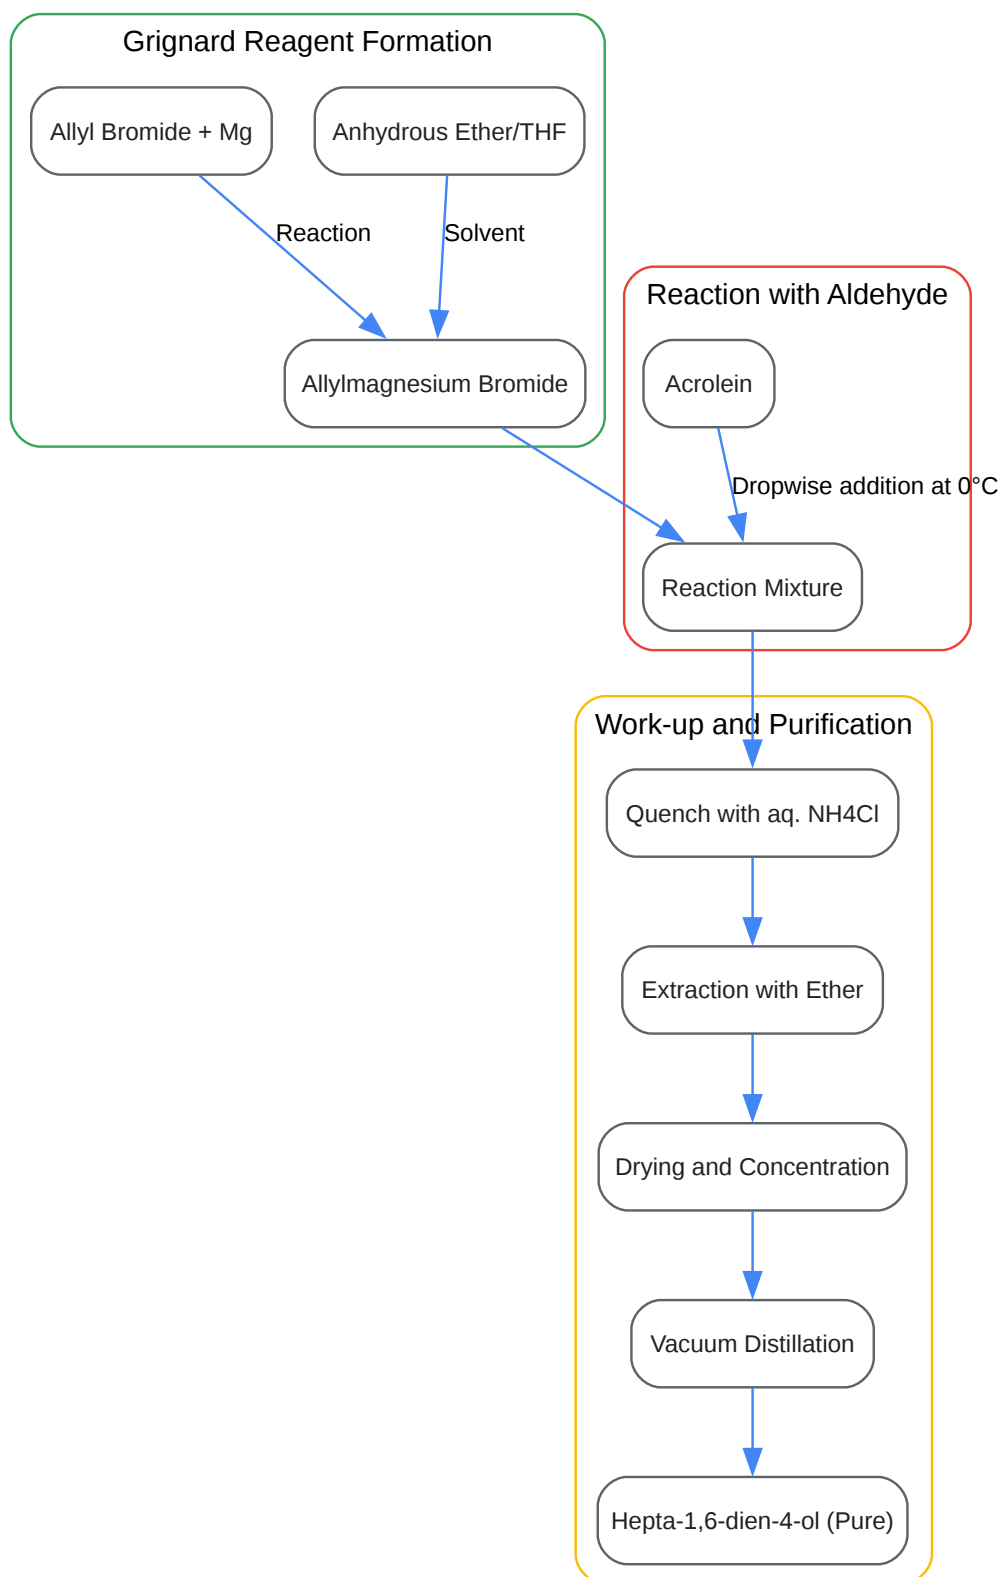 Grignard Reagent Formation
Allyl Bromide + Mg
Anhydrous Ether/THF
Reaction
Solvent
Allylmagnesium Bromide
Reaction with Aldehyde
Acrolein
Dropwise addition at 0°C
Reaction Mixture
Work-up and Purification
Quench with aq. NH4Cl
Extraction with Ether
Drying and Concentration
Vacuum Distillation
Hepta-1,6-dien-4-ol (Pure)